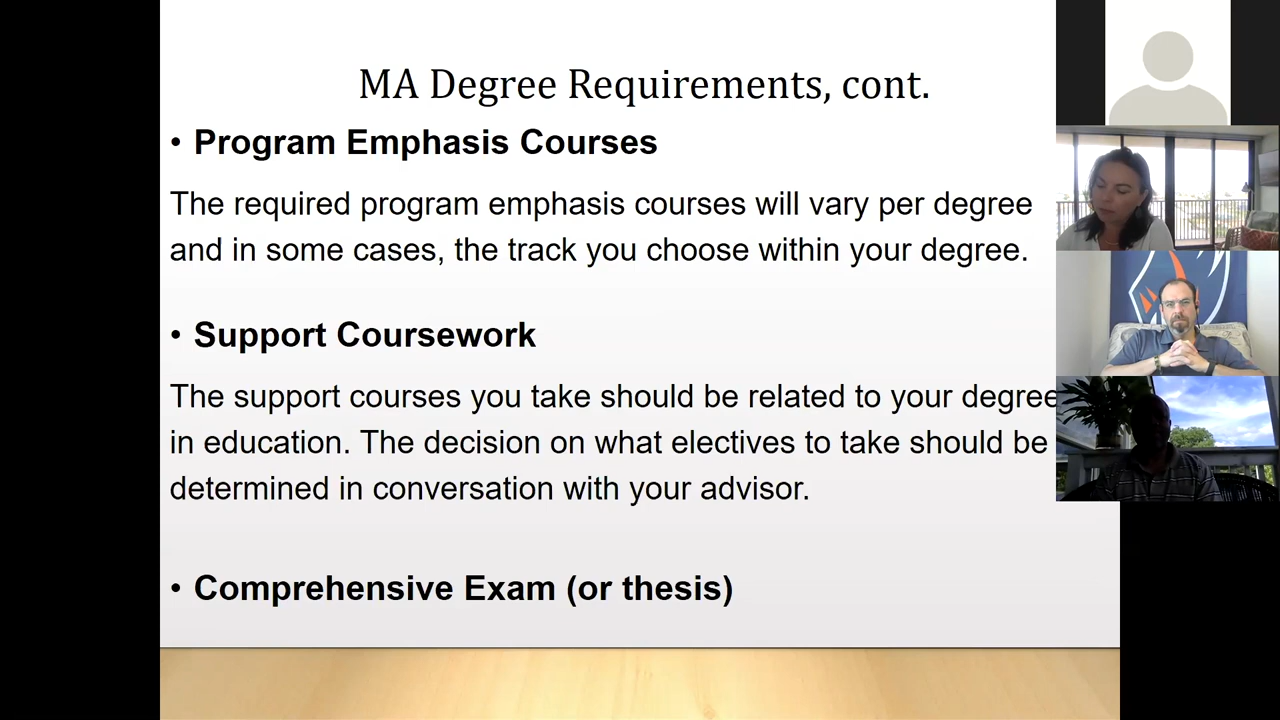 MA Degree Requirements, cont.
• Program Emphasis Courses
The required program emphasis courses will vary per degree
and in some cases, the track you choose within your degree.
• Support Coursework
The support courses you take should be related to your degree
in education. The decision on what electives to take should be
determined in conversation with your advisor.
• Comprehensive Exam (or thesis)